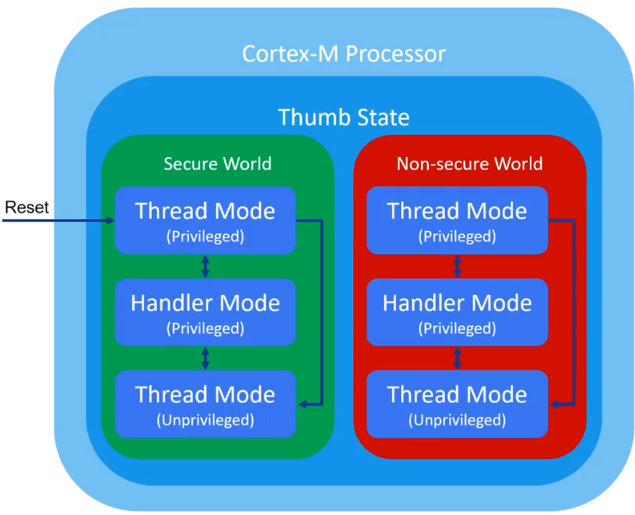 Cortex-M Processor
Thumb State
Secure World
Non-secure World
Reset
Thread Mode
(Privileged)
Handler Mode
(Privileged)
Thread Mode
(Unprivileged)
Thread Mode
(Privileged)
Handler Mode
(Privileged)
Thread Mode
(Unprivileged)